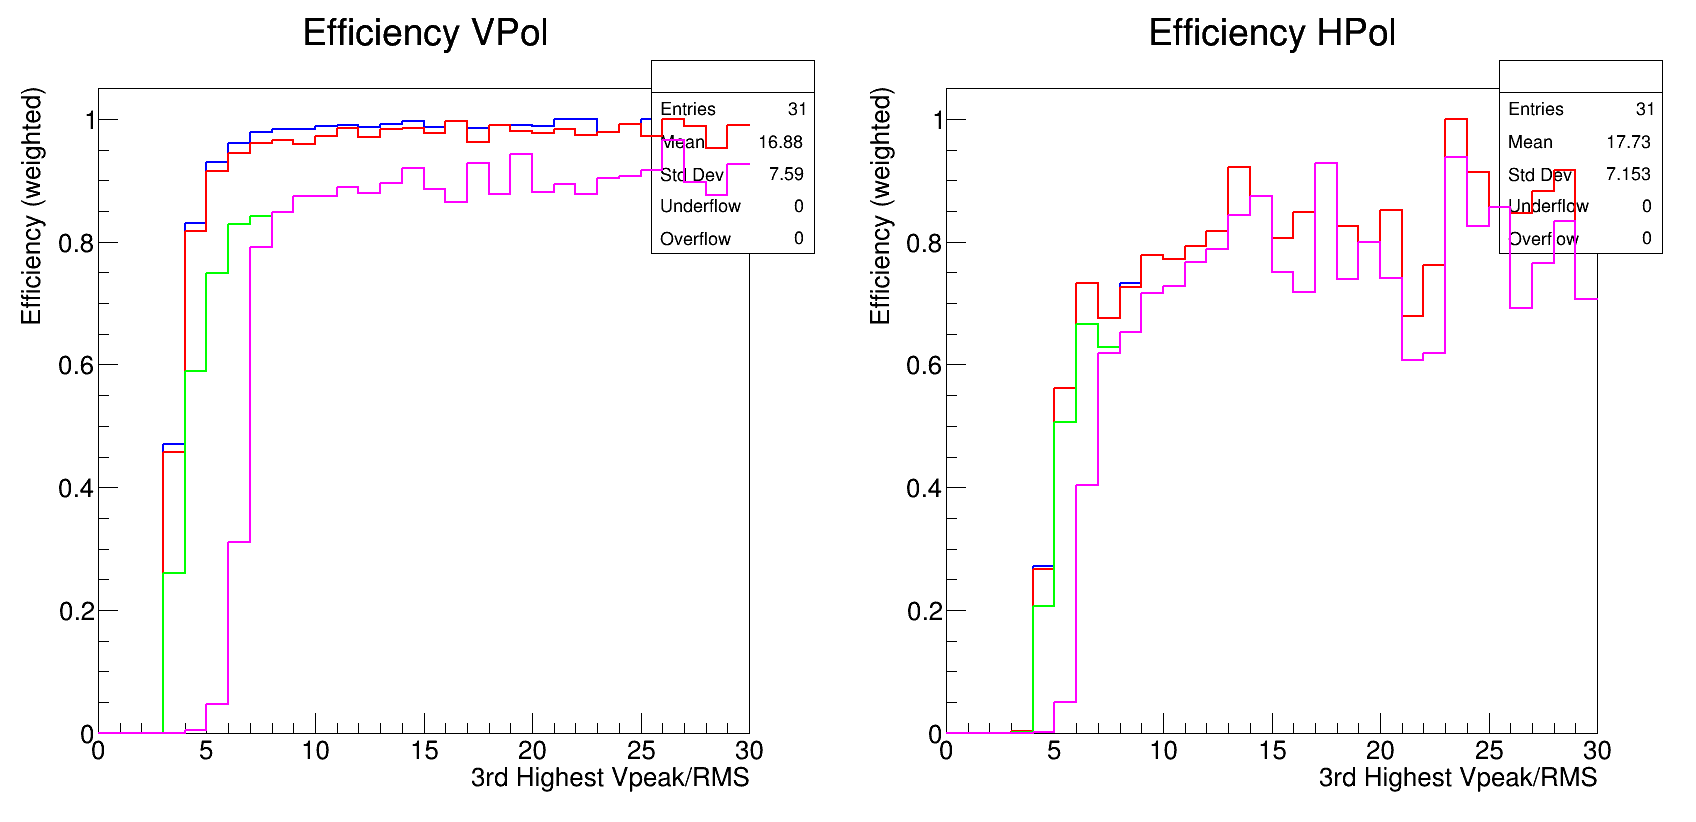 Efficiency VPol
Efficiency (weighted)
1
0.8
0.6
0.4
0.2
0
0 5 10 15 20 25 30
3rd Highest Vpeak/RMS
Entries 31
Mean 16.88
Std Dev 7.59
Underflow 0
Overflow 0
Efficiency HPol
Efficiency (weighted)
1
0.8
0.6
0.4
0.2
0
0 5 10 15 20 25 30
3rd Highest Vpeak/RMS
Entries 31
Mean 17.73
Std Dev 7.153
Underflow 0
Overflow 0